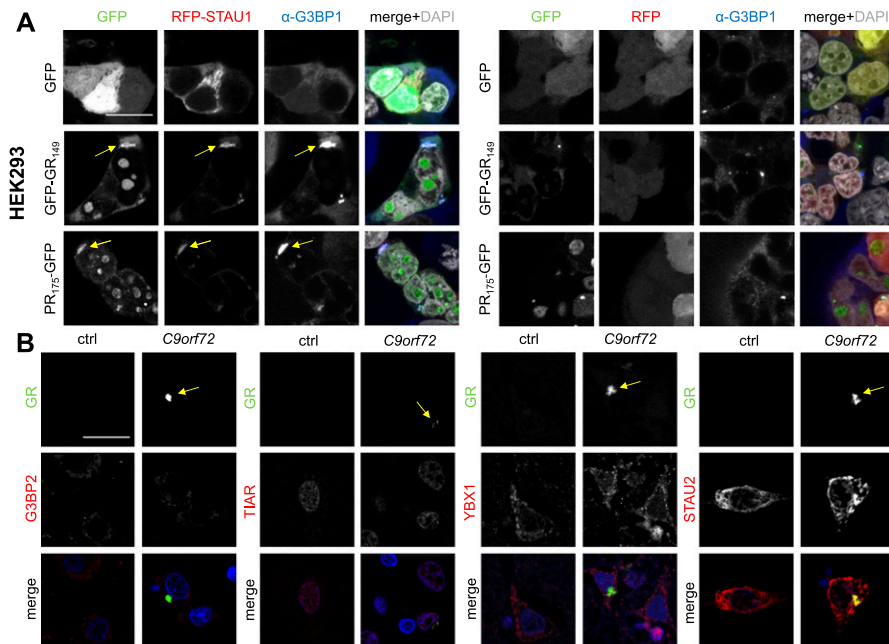 A
GFP RFP-STAU1 α-G3BP1 merge+DAPI GFP RFP α-G3BP1 merge+DAPI
HEK293
GFP GFP
GFP-GR149 GFP-GR149
PR175-GFP PR175-GFP
B
ctrl C9orf72 ctrl C9orf72 ctrl C9orf72 ctrl C9orf72
GR GR GR GR
G3BP2 TIAR YBX1 STAU2
merge merge merge merge